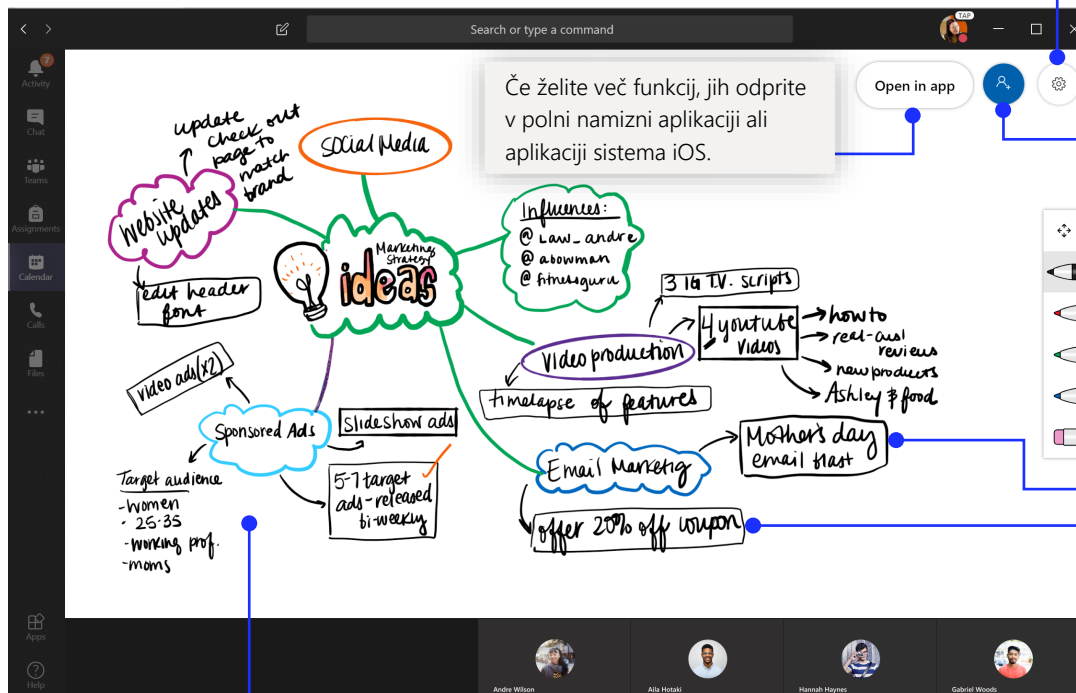 Search or type a command
TAP
7
Activity
Chat
Teams
Assignments
Calendar
Calls
Files
Apps
Help
Če želite več funkcij, jih odprite
v polni namizni aplikaciji ali
aplikaciji sistema iOS.
Open in app
update
check out
page to
match
brand
Social Media
Website
updates
edit header
font
Marketing
Strategy
ideas
Influences:
@ Law_andre
@ abowman
@ fitnessguru
3 IG T.V. scripts
4 youtube
videos
how to
real-cust
reviews
new products
Ashley & food
Video production
timelapse of features
video ads (x2)
Sponsored Ads
Slideshow ads
5-7 target
ads - released
bi-weekly
Target audience
- Women
- 25-35
- working prof.
- moms
Email Marketig
Mother's day
email blast
offer 20% off coupon
Andre Wilson
Aila Hotaki
Hannah Haynes
Gabriel Woods